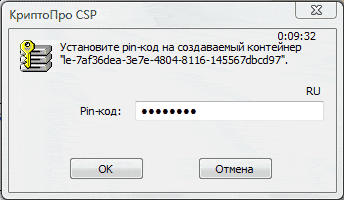 КриптоПро CSP
0:09:32
Установите pin-код на создаваемый контейнер
"le-7af36dea-3e7e-4804-8116-145567dbcd97".
RU
Pin-код: ●●●●●●●●
OK Отмена